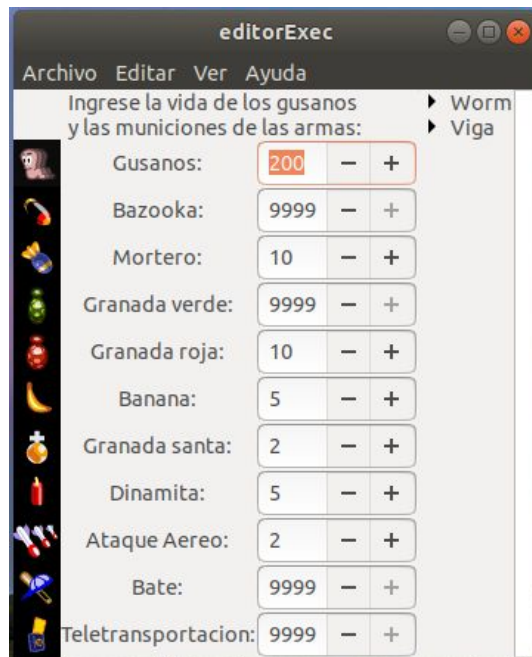 editorExec
Archivo Editar Ver Ayuda
Ingrese la vida de los gusanos
y las municiones de las armas:
Worm
Viga
Gusanos: 200 − +
Bazooka: 9999 − +
Mortero: 10 − +
Granada verde: 9999 − +
Granada roja: 10 − +
Banana: 5 − +
Granada santa: 2 − +
Dinamita: 5 − +
Ataque Aereo: 2 − +
Bate: 9999 − +
Teletransportacion: 9999 − +